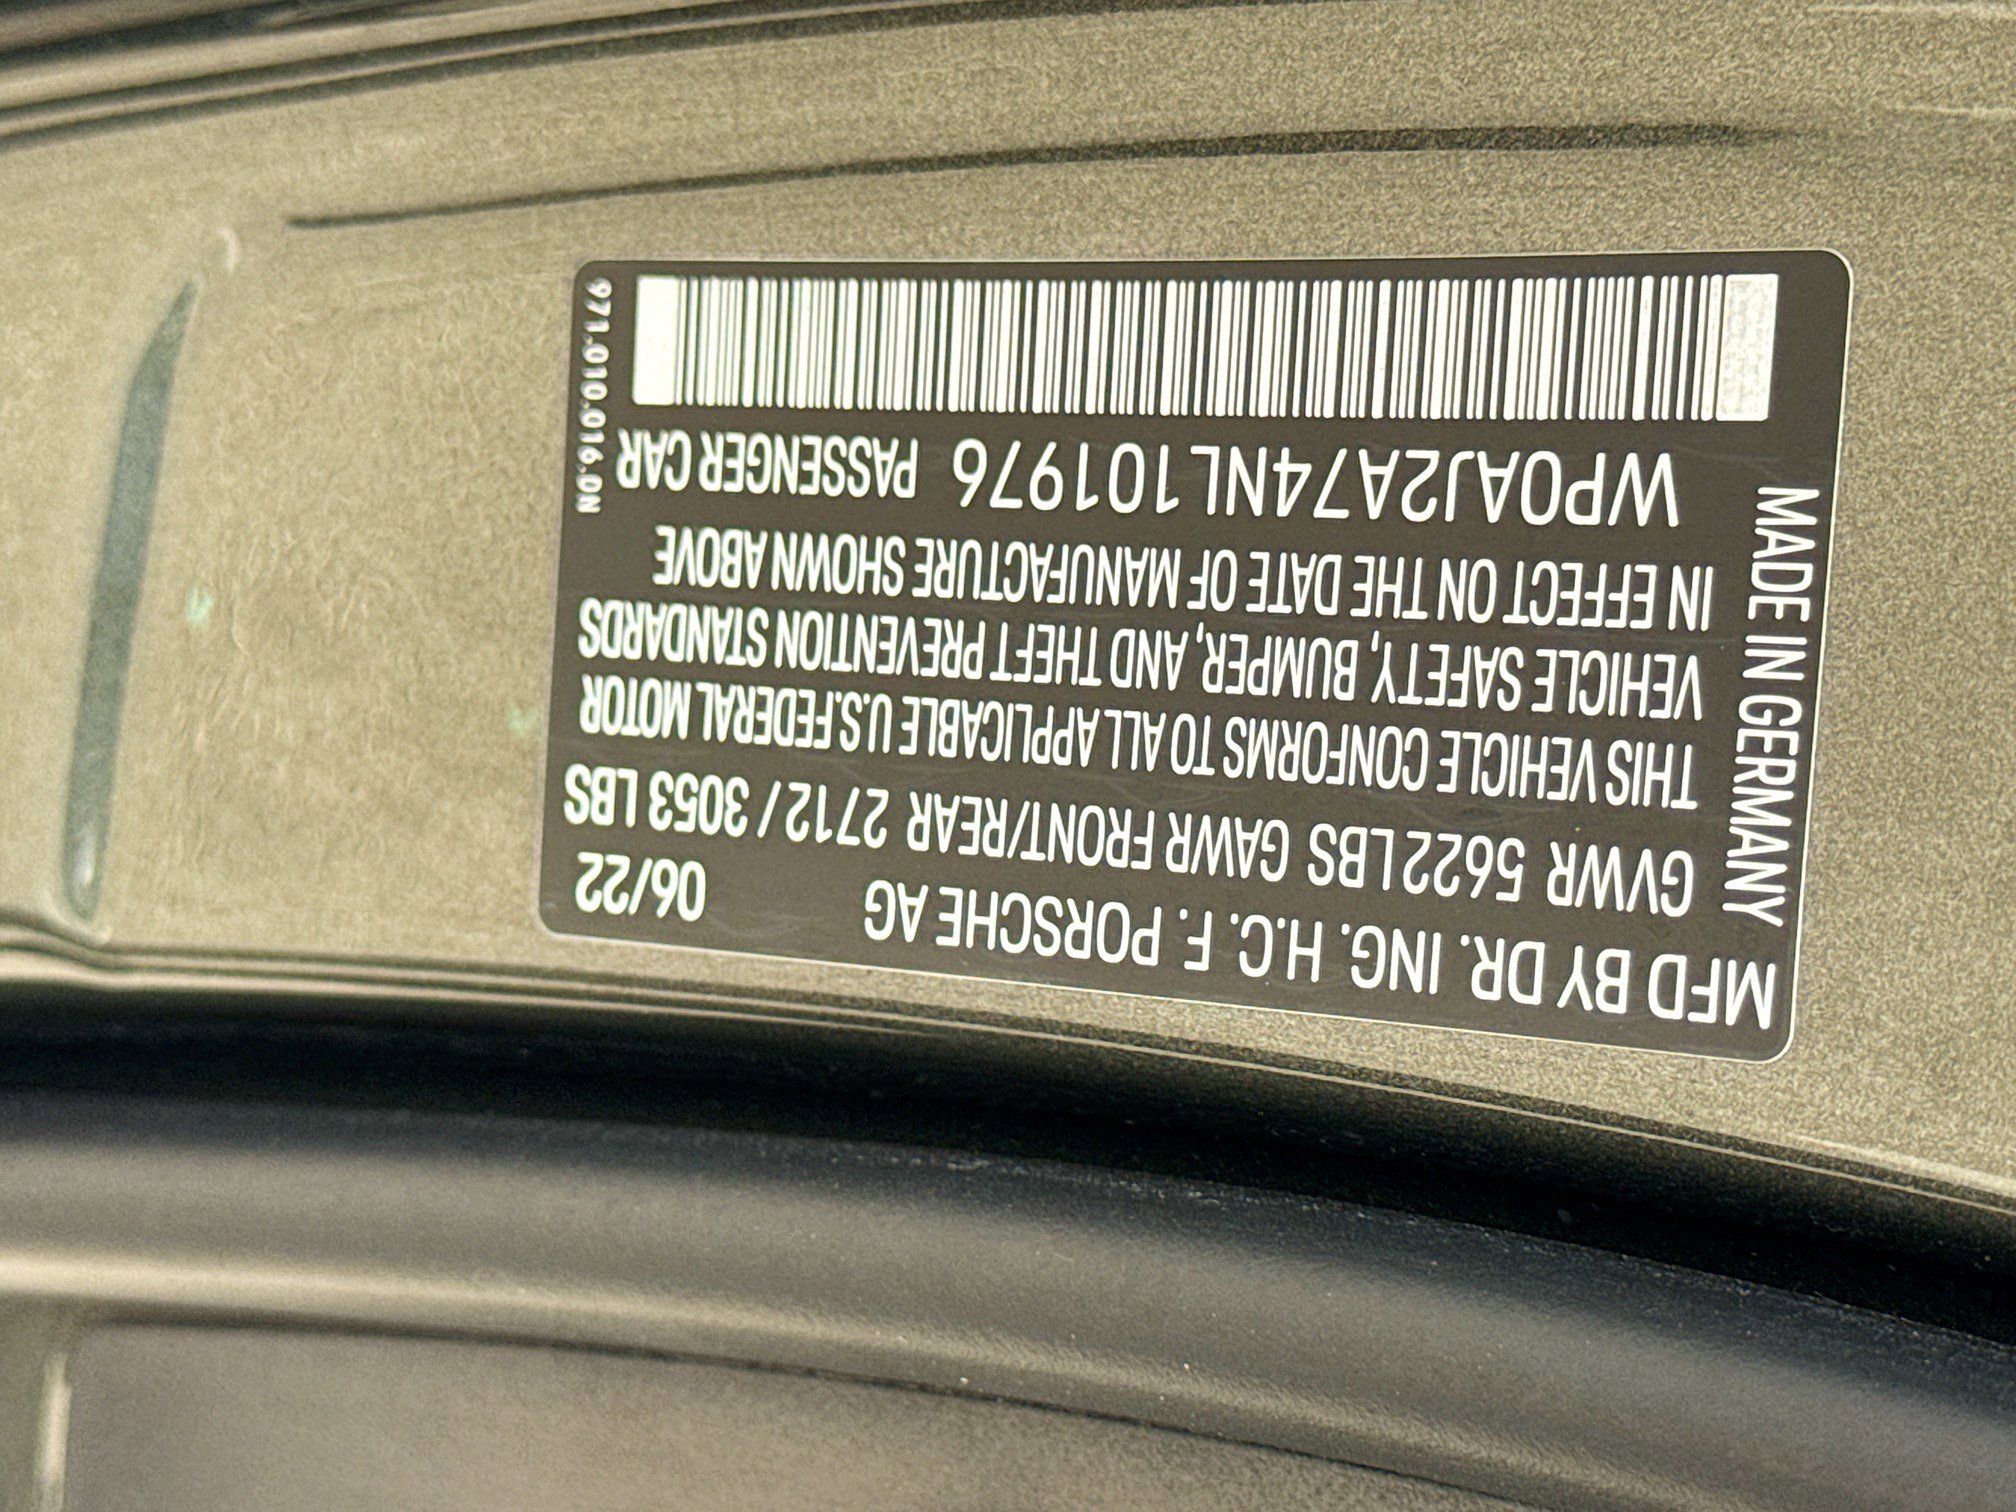 MFD BY DR. ING. H.C. F. PORSCHE AG 06/22
GVWR 5622LBS GAWR FRONT/REAR 2712 / 3053 LBS
THIS VEHICLE CONFORMS TO ALL APPLICABLE U.S.FEDERAL MOTOR
VEHICLE SAFETY, BUMPER, AND THEFT PREVENTION STANDARDS
IN EFFECT ON THE DATE OF MANUFACTURE SHOWN ABOVE
WP0AJ2A74NL101976 PASSENGER CAR
MADE IN GERMANY
971.010.016.DN